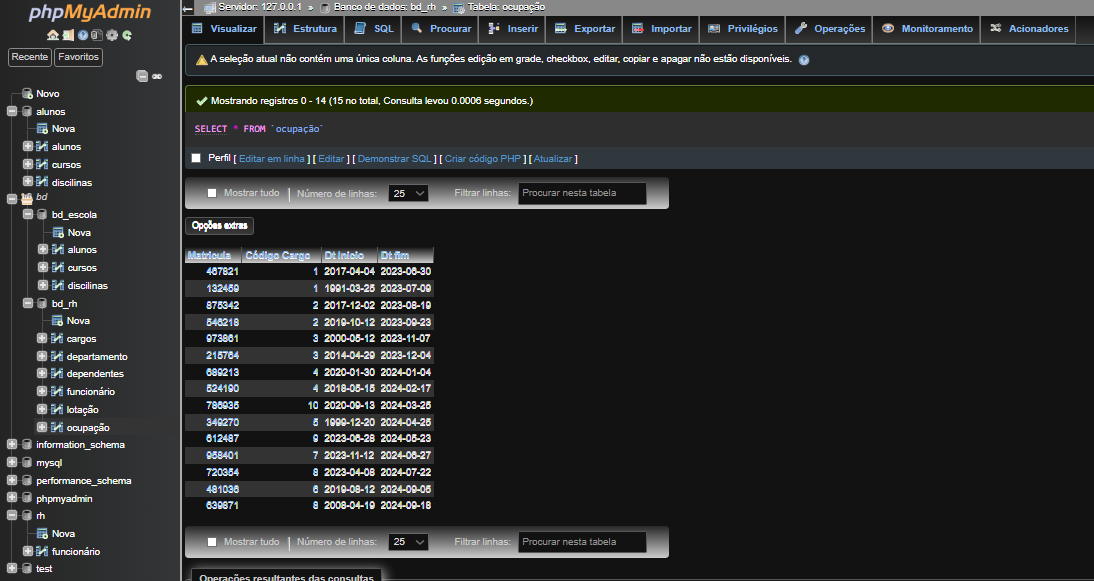 phpMyAdmin
Recente Favoritos
Novo
alunos
Nova
alunos
cursos
discilinas
bd
bd_escola
Nova
alunos
cursos
discilinas
bd_rh
Nova
cargos
departamento
dependentes
funcionário
lotação
ocupação
information_schema
mysql
performance_schema
phpmyadmin
rh
Nova
funcionário
test
Servidor: 127.0.0.1 » Banco de dados: bd_rh » Tabela: ocupação
Visualizar Estrutura SQL Procurar Inserir Exportar Importar Privilégios Operações Monitoramento Acionadores
A seleção atual não contém uma única coluna. As funções edição em grade, checkbox, editar, copiar e apagar não estão disponíveis.
Mostrando registros 0 - 14 (15 no total, Consulta levou 0.0006 segundos.)
SELECT * FROM `ocupação`
Perfil [ Editar em linha ] [ Editar ] [ Demonstrar SQL ] [ Criar código PHP ] [ Atualizar ]
Mostrar tudo | Número de linhas: 25 Filtrar linhas: Procurar nesta tabela
Opções extras
Matricula Código Cargo Dt inicio Dt fim
467821 1 2017-04-04 2023-06-30
132459 1 1991-03-25 2023-07-09
875342 2 2017-12-02 2023-08-19
546218 2 2019-10-12 2023-09-23
973861 3 2000-05-12 2023-11-07
215764 3 2014-04-29 2023-12-04
689213 4 2020-01-30 2024-01-04
524190 4 2018-05-15 2024-02-17
786935 10 2020-09-13 2024-03-25
349270 5 1999-12-20 2024-04-25
612487 9 2023-06-28 2024-05-23
958401 7 2023-11-12 2024-06-27
720354 8 2023-04-08 2024-07-22
481036 6 2019-08-12 2024-09-05
639871 8 2008-04-19 2024-09-18
Mostrar tudo | Número de linhas: 25 Filtrar linhas: Procurar nesta tabela
Operações resultantes das consultas